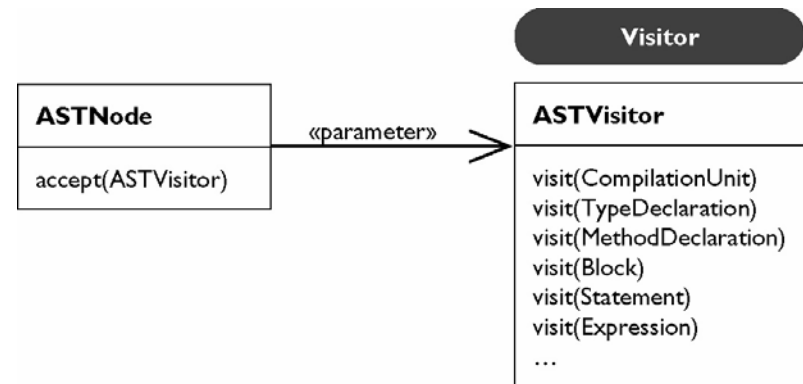 Visitor
ASTNode
accept(ASTVisitor)
«parameter»
ASTVisitor
visit(CompilationUnit)
visit(TypeDeclaration)
visit(MethodDeclaration)
visit(Block)
visit(Statement)
visit(Expression)
...